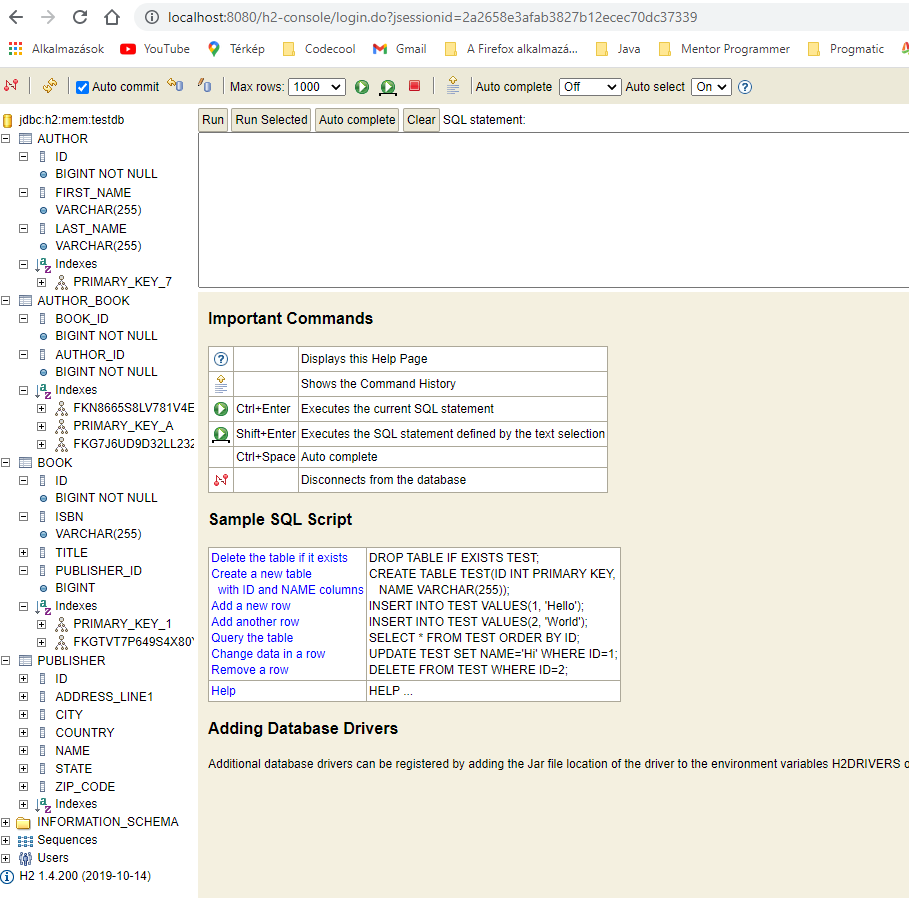 localhost:8080/h2-console/login.do?jsessionid=2a2658e3afab3827b12ecec70dc37339
Alkalmazások YouTube Térkép Codecool Gmail A Firefox alkalmazá... Java Mentor Programmer Progmatic
Auto commit Max rows: 1000 Auto complete Off Auto select On
jdbc:h2:mem:testdb
AUTHOR
ID
BIGINT NOT NULL
FIRST_NAME
VARCHAR(255)
LAST_NAME
VARCHAR(255)
Indexes
PRIMARY_KEY_7
AUTHOR_BOOK
BOOK_ID
BIGINT NOT NULL
AUTHOR_ID
BIGINT NOT NULL
Indexes
FKN8665S8LV781V4E
PRIMARY_KEY_A
FKG7J6UD9D32LL232
BOOK
ID
BIGINT NOT NULL
ISBN
VARCHAR(255)
TITLE
PUBLISHER_ID
BIGINT
Indexes
PRIMARY_KEY_1
FKGTVT7P649S4X80Y
PUBLISHER
ID
ADDRESS_LINE1
CITY
COUNTRY
NAME
STATE
ZIP_CODE
Indexes
INFORMATION_SCHEMA
Sequences
Users
H2 1.4.200 (2019-10-14)
Run Run Selected Auto complete Clear SQL statement:
Important Commands
Displays this Help Page
Shows the Command History
Ctrl+Enter Executes the current SQL statement
Shift+Enter Executes the SQL statement defined by the text selection
Ctrl+Space Auto complete
Disconnects from the database
Sample SQL Script
Delete the table if it exists DROP TABLE IF EXISTS TEST;
Create a new table CREATE TABLE TEST(ID INT PRIMARY KEY,
with ID and NAME columns NAME VARCHAR(255));
Add a new row INSERT INTO TEST VALUES(1, 'Hello');
Add another row INSERT INTO TEST VALUES(2, 'World');
Query the table SELECT * FROM TEST ORDER BY ID;
Change data in a row UPDATE TEST SET NAME='Hi' WHERE ID=1;
Remove a row DELETE FROM TEST WHERE ID=2;
Help HELP ...
Adding Database Drivers
Additional database drivers can be registered by adding the Jar file location of the driver to the environment variables H2DRIVERS